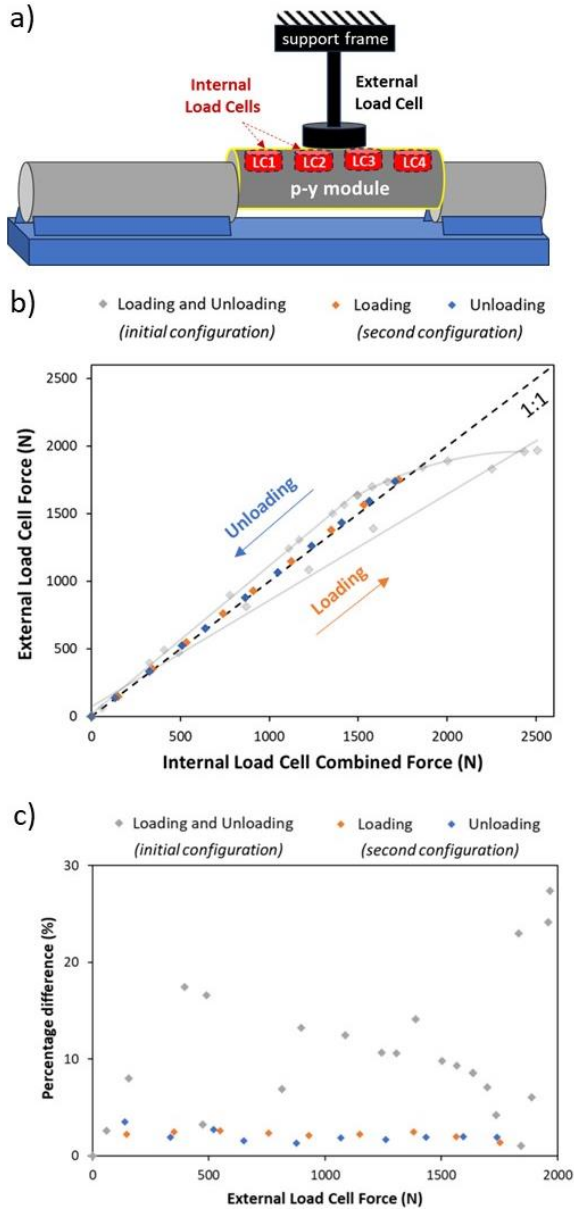 a)
support frame
Internal
Load Cells
External
Load Cell
LC1 LC2 LC3 LC4
p-y module
b)
Loading and Unloading Loading Unloading
(initial configuration) (second configuration)
2500
2000
1500
1000
500
0
External Load Cell Force (N)
1:1
Unloading
Loading
0 500 1000 1500 2000 2500
Internal Load Cell Combined Force (N)
c)
Loading and Unloading Loading Unloading
(initial configuration) (second configuration)
30
20
10
0
Percentage difference (%)
0 500 1000 1500 2000
External Load Cell Force (N)